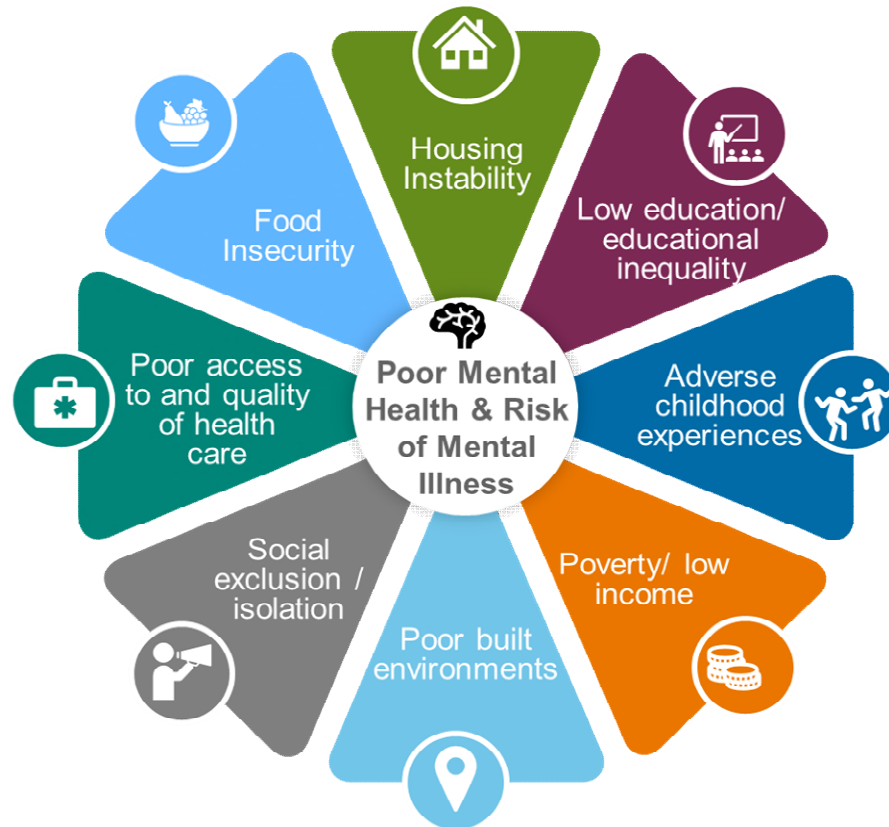 Housing
Instability
Low education/
educational
inequality
Adverse
childhood
experiences
Poverty/ low
income
Poor built
environments
Social
exclusion /
isolation
Poor access
to and quality
of health
care
Food
Insecurity
Poor Mental
Health & Risk
of Mental
Illness